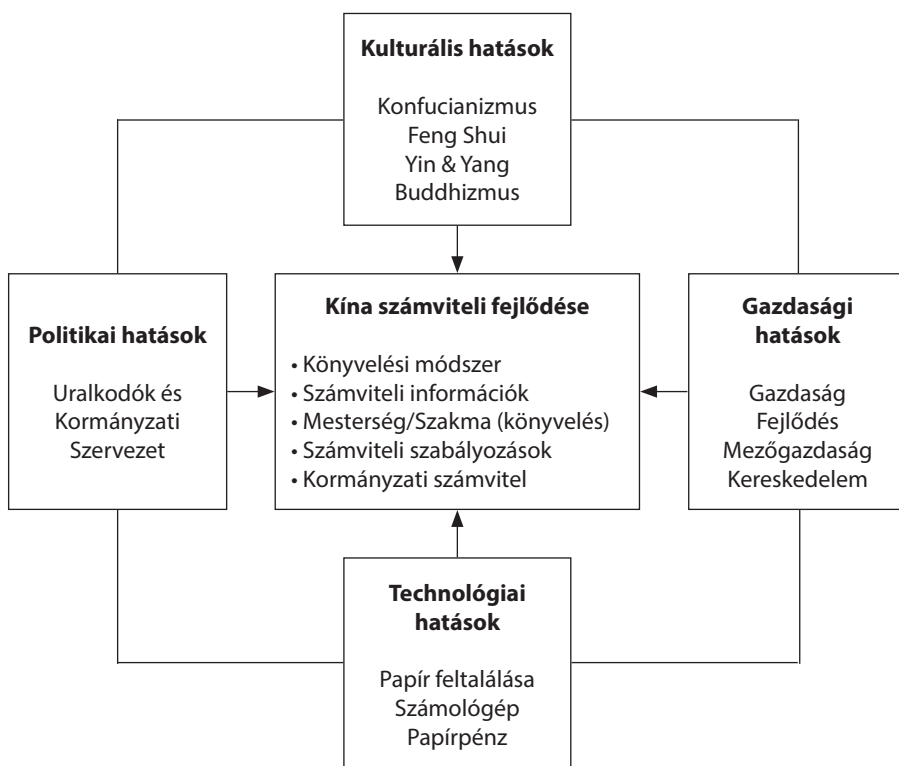 Kulturális hatások
Konfucianizmus
Feng Shui
Yin & Yang
Buddhizmus
Politikai hatások
Uralkodók és
Kormányzati
Szervezet
Kína számviteli fejlődése
• Könyvelési módszer
• Számviteli információk
• Mesterség/Szakma (könyvelés)
• Számviteli szabályozások
• Kormányzati számvitel
Gazdasági
hatások
Gazdaság
Fejlődés
Mezőgazdaság
Kereskedelem
Technológiai
hatások
Papír feltalálása
Számológép
Papírpénz